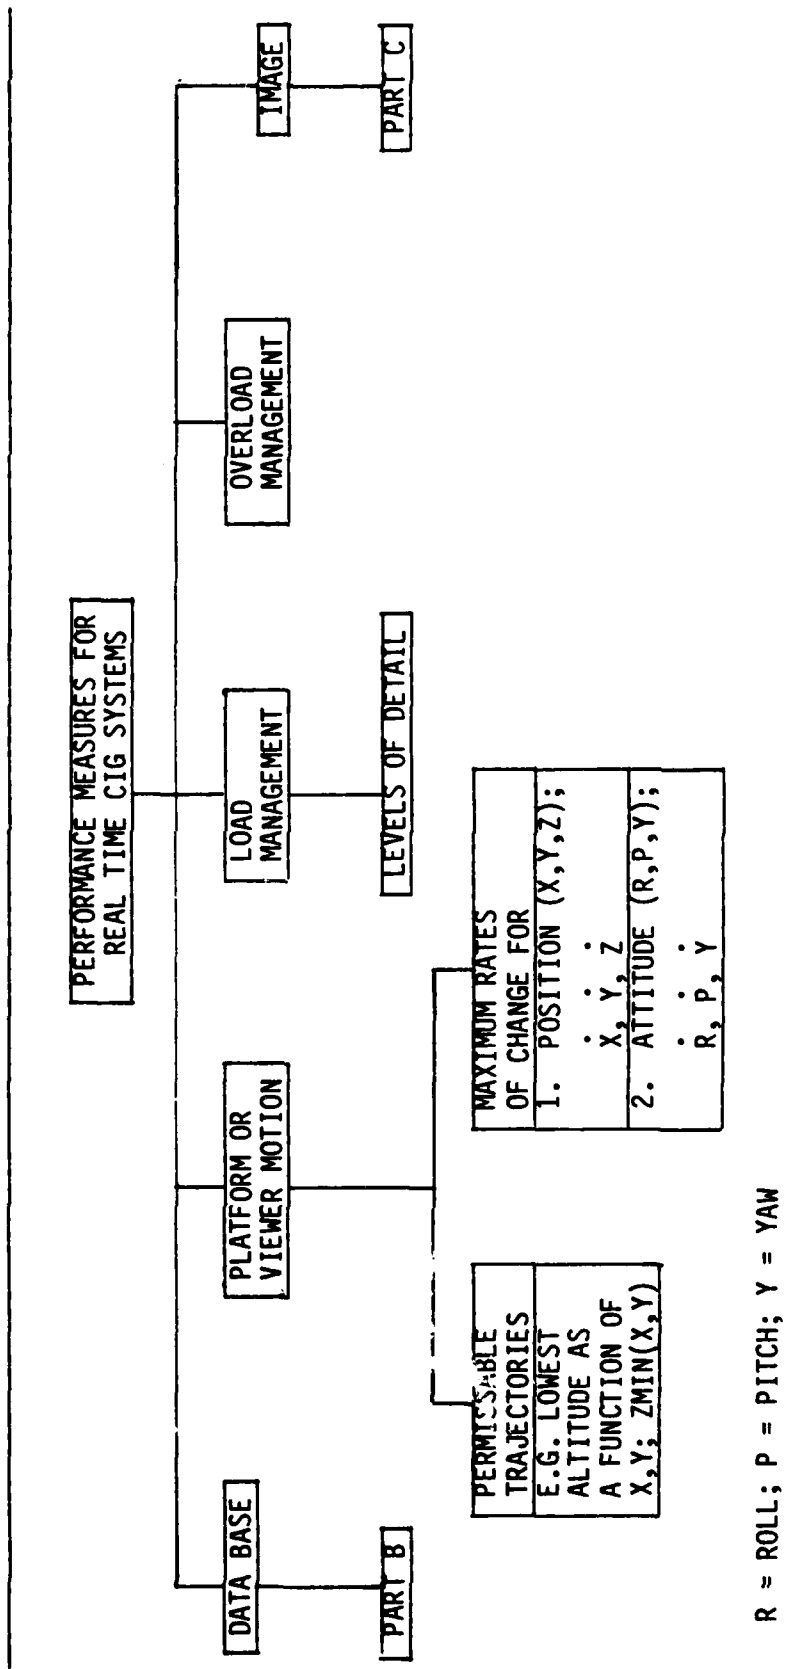 PERFORMANCE MEASURES FOR
REAL TIME CIG SYSTEMS
DATA BASE
PLATFORM OR
VIEWER MOTION
LOAD
MANAGEMENT
OVERLOAD
MANAGEMENT
IMAGE
PART B
LEVELS OF DETAIL
PART C
PERMISSABLE
TRAJECTORIES
E.G. LOWEST
ALTITUDE AS
A FUNCTION OF
X,Y; ZMIN(X,Y)
MAXIMUM RATES
OF CHANGE FOR
1. POSITION (X,Y,Z);
Ẋ, Ẏ, Ż
2. ATTITUDE (R,P,Y);
Ṙ, Ṗ, Ẏ
R = ROLL; P = PITCH; Y = YAW